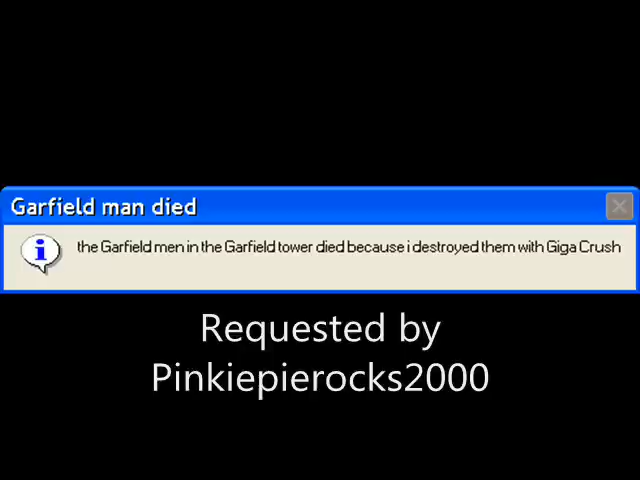 Garfield man died
the Garfield men in the Garfield tower died because i destroyed them with Giga Crush
Requested by
Pinkiepierocks2000